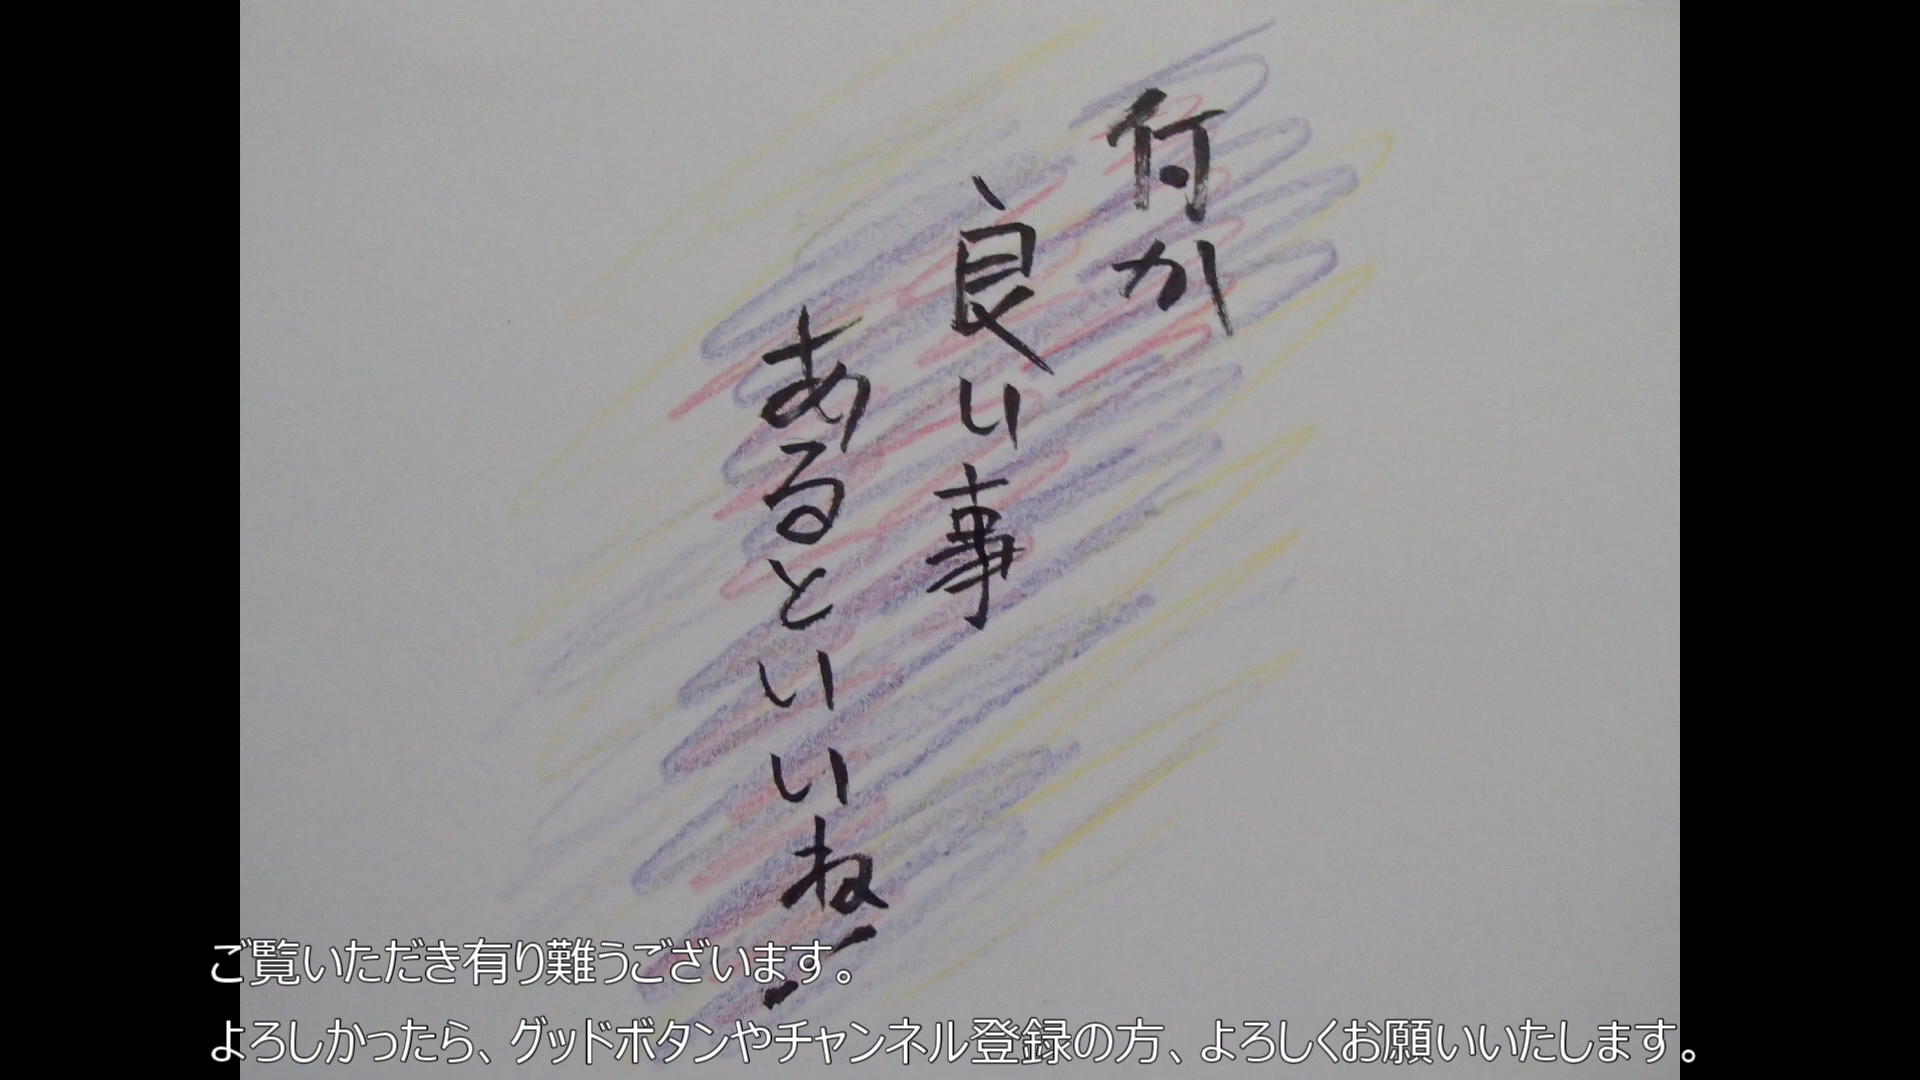 何か
良い事
あるといいね!
ご覧いただき有り難うございます。
よろしかったら、グッドボタンやチャンネル登録の方、よろしくお願いいたします。